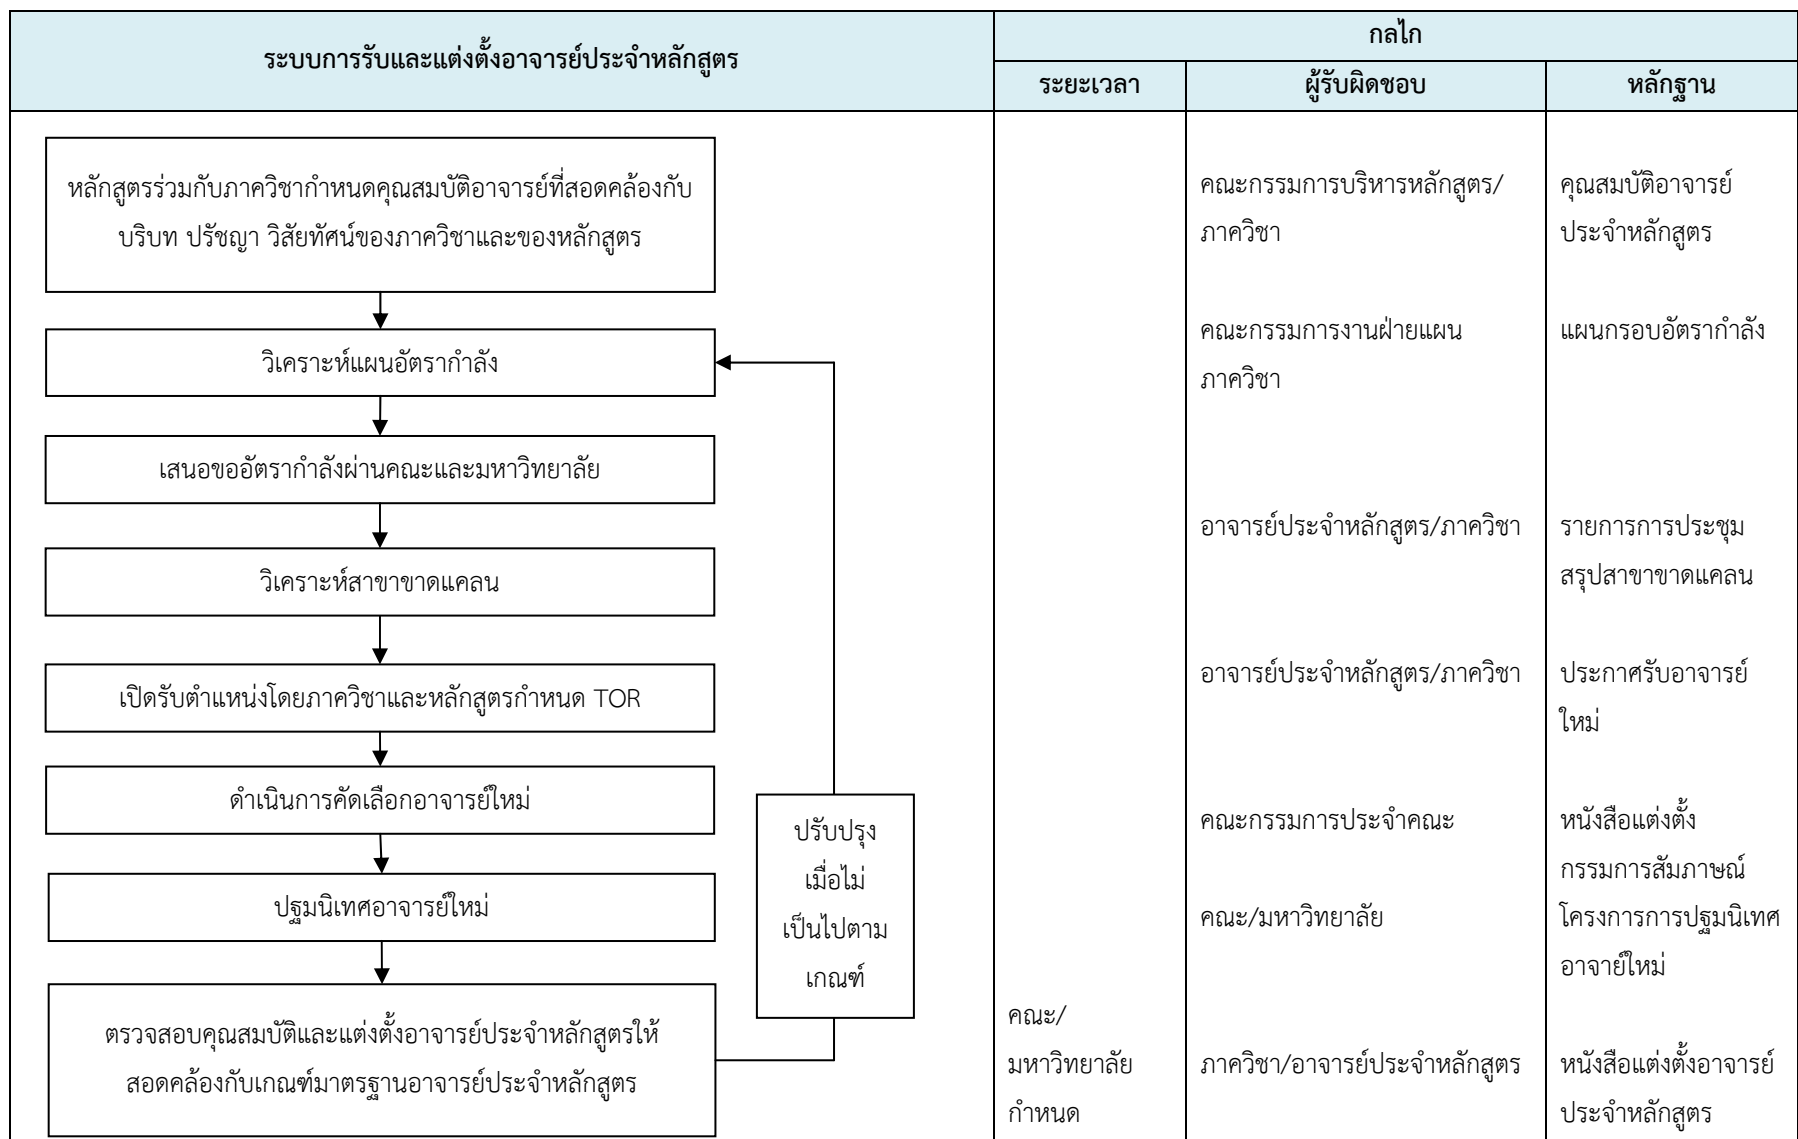 ระบบการรับและแต่งตั้งอาจารย์ประจำหลักสูตร
กลไก
ระยะเวลา
ผู้รับผิดชอบ
หลักฐาน
หลักสูตรร่วมกับภาควิชากำหนดคุณสมบัติอาจารย์ที่สอดคล้องกับ
บริบท ปรัชญา วิสัยทัศน์ของภาควิชาและของหลักสูตร
คณะกรรมการบริหารหลักสูตร/
ภาควิชา
คุณสมบัติอาจารย์
ประจำหลักสูตร
วิเคราะห์แผนอัตรากำลัง
คณะกรรมการงานฝ่ายแผน
ภาควิชา
แผนกรอบอัตรากำลัง
เสนอขออัตรากำลังผ่านคณะและมหาวิทยาลัย
วิเคราะห์สาขาขาดแคลน
อาจารย์ประจำหลักสูตร/ภาควิชา
รายการการประชุม
สรุปสาขาขาดแคลน
เปิดรับตำแหน่งโดยภาควิชาและหลักสูตรกำหนด TOR
อาจารย์ประจำหลักสูตร/ภาควิชา
ประกาศรับอาจารย์
ใหม่
ดำเนินการคัดเลือกอาจารย์ใหม่
คณะกรรมการประจำคณะ
หนังสือแต่งตั้ง
กรรมการสัมภาษณ์
ปฐมนิเทศอาจารย์ใหม่
คณะ/มหาวิทยาลัย
โครงการการปฐมนิเทศ
อาจาย์ใหม่
ปรับปรุง
เมื่อไม่
เป็นไปตาม
เกณฑ์
ตรวจสอบคุณสมบัติและแต่งตั้งอาจารย์ประจำหลักสูตรให้
สอดคล้องกับเกณฑ์มาตรฐานอาจารย์ประจำหลักสูตร
คณะ/
มหาวิทยาลัย
กำหนด
ภาควิชา/อาจารย์ประจำหลักสูตร
หนังสือแต่งตั้งอาจารย์
ประจำหลักสูตร